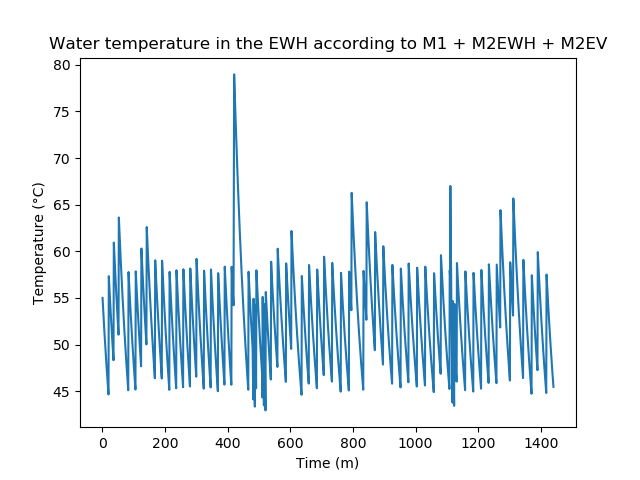 Water temperature in the EWH according to M1 + M2EWH + M2EV
80
75
70
65
60
55
50
45
Temperature (°C)
0 200 400 600 800 1000 1200 1400
Time (m)